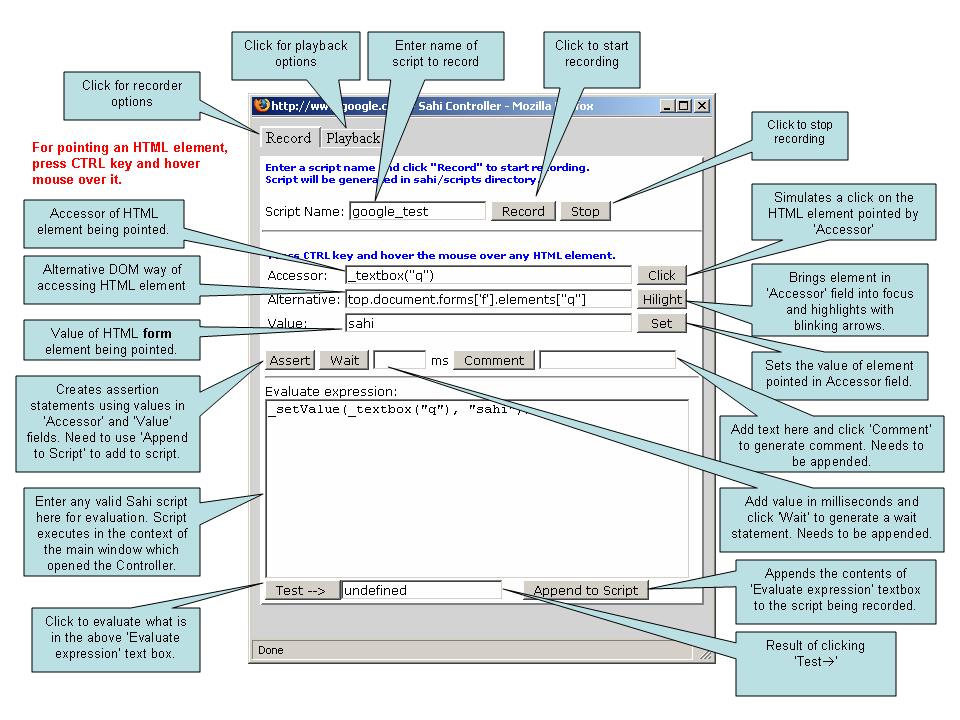 Click for playback
options
Enter name of
script to record
Click to start
recording
Click for recorder
options
Click to stop
recording
For pointing an HTML element,
press CTRL key and hover
mouse over it.
Accessor of HTML
element being pointed.
Alternative DOM way of
accessing HTML element
Value of HTML form
element being pointed.
Creates assertion
statements using values in
'Accessor' and 'Value'
fields. Need to use 'Append
to Script' to add to script.
Enter any valid Sahi script
here for evaluation. Script
executes in the context of
the main window which
opened the Controller.
Click to evaluate what is
in the above 'Evaluate
expression' text box.
Sahi Controller - Mozilla
Record Playback
Enter a script name and click "Record" to start recording.
Script will be generated in sahi/scripts directory
Script Name: google_test Record Stop
CTRL key and hover the mouse over any HTML element.
Accessor: _textbox("q") Click
Alternative: top.document.forms['f'].elements["q"] Hilight
Value: sahi Set
Assert Wait ms Comment
Evaluate expression:
_setValue(_textbox("q"), "sahi")
Test --> undefined Append to Script
Done
Simulates a click on the
HTML element pointed by
'Accessor'
Brings element in
'Accessor' field into focus
and highlights with
blinking arrows.
Sets the value of element
pointed in Accessor field.
Add text here and click 'Comment'
to generate comment. Needs to
be appended.
Add value in milliseconds and
click 'Wait' to generate a wait
statement. Needs to be appended.
Appends the contents of
'Evaluate expression' textbox
to the script being recorded.
Result of clicking
'Test→'